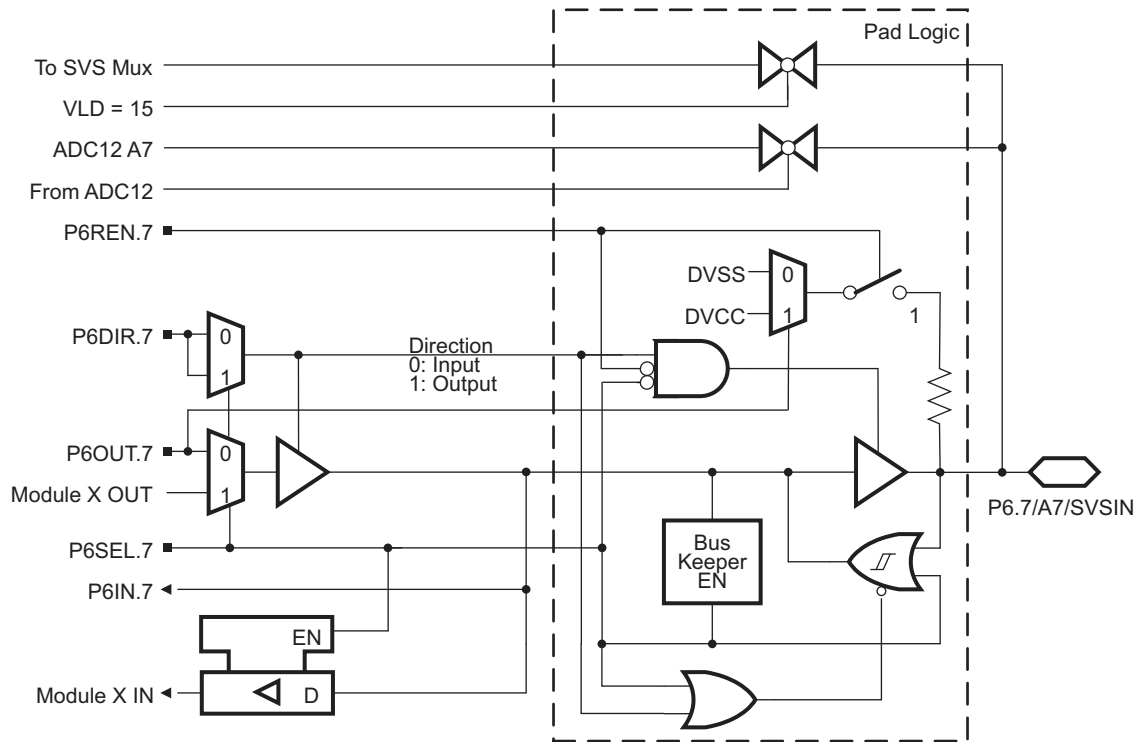 Pad Logic
To SVS Mux
VLD = 15
ADC12 A7
From ADC12
P6REN.7
DVSS
0
DVCC
1
1
P6DIR.7
0
1
Direction
0: Input
1: Output
P6OUT.7
0
Module X OUT
1
P6.7/A7/SVSIN
P6SEL.7
Bus
Keeper
EN
P6IN.7
EN
Module X IN
D